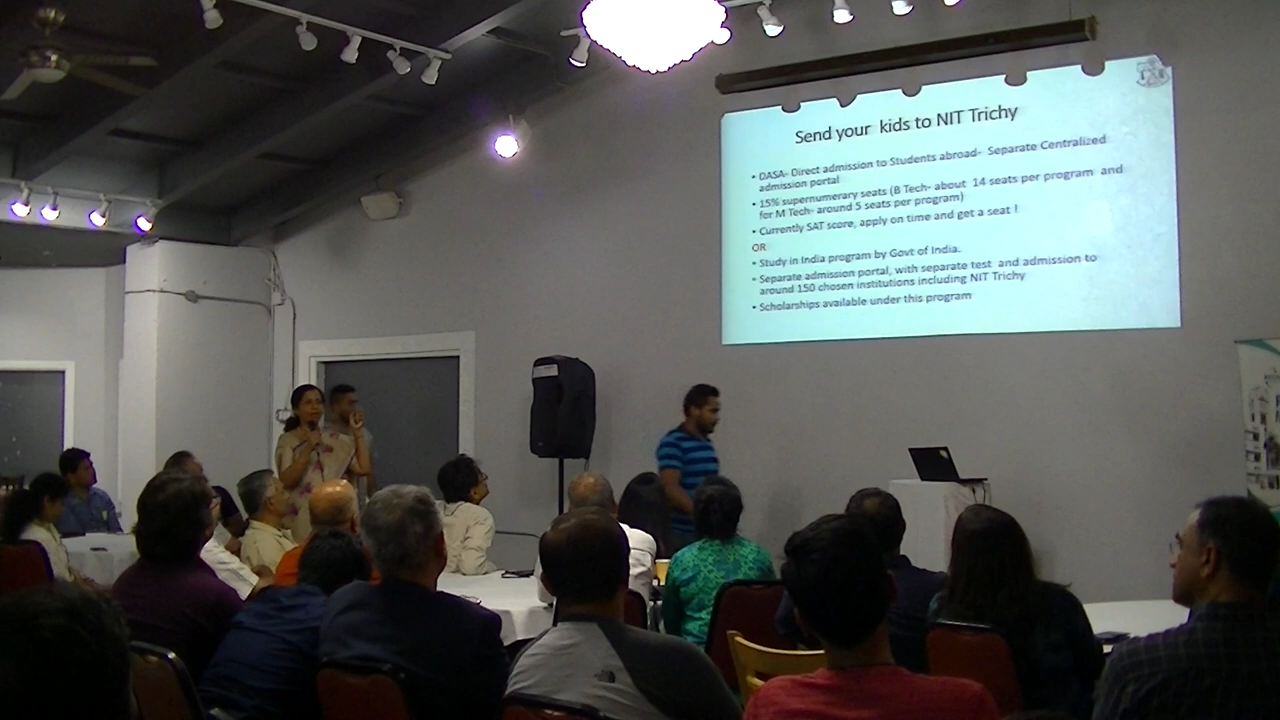 Send your kids to NIT Trichy
• DASA- Direct admission to Students abroad- Separate Centralized
admission portal
• 15% supernumerary seats (B Tech- about 14 seats per program and
for M Tech- around 5 seats per program)
• Currently SAT score, apply on time and get a seat !
OR
• Study in India program by Govt of India.
• Separate admission portal, with separate test and admission to
around 150 chosen institutions including NIT Trichy
• Scholarships available under this program